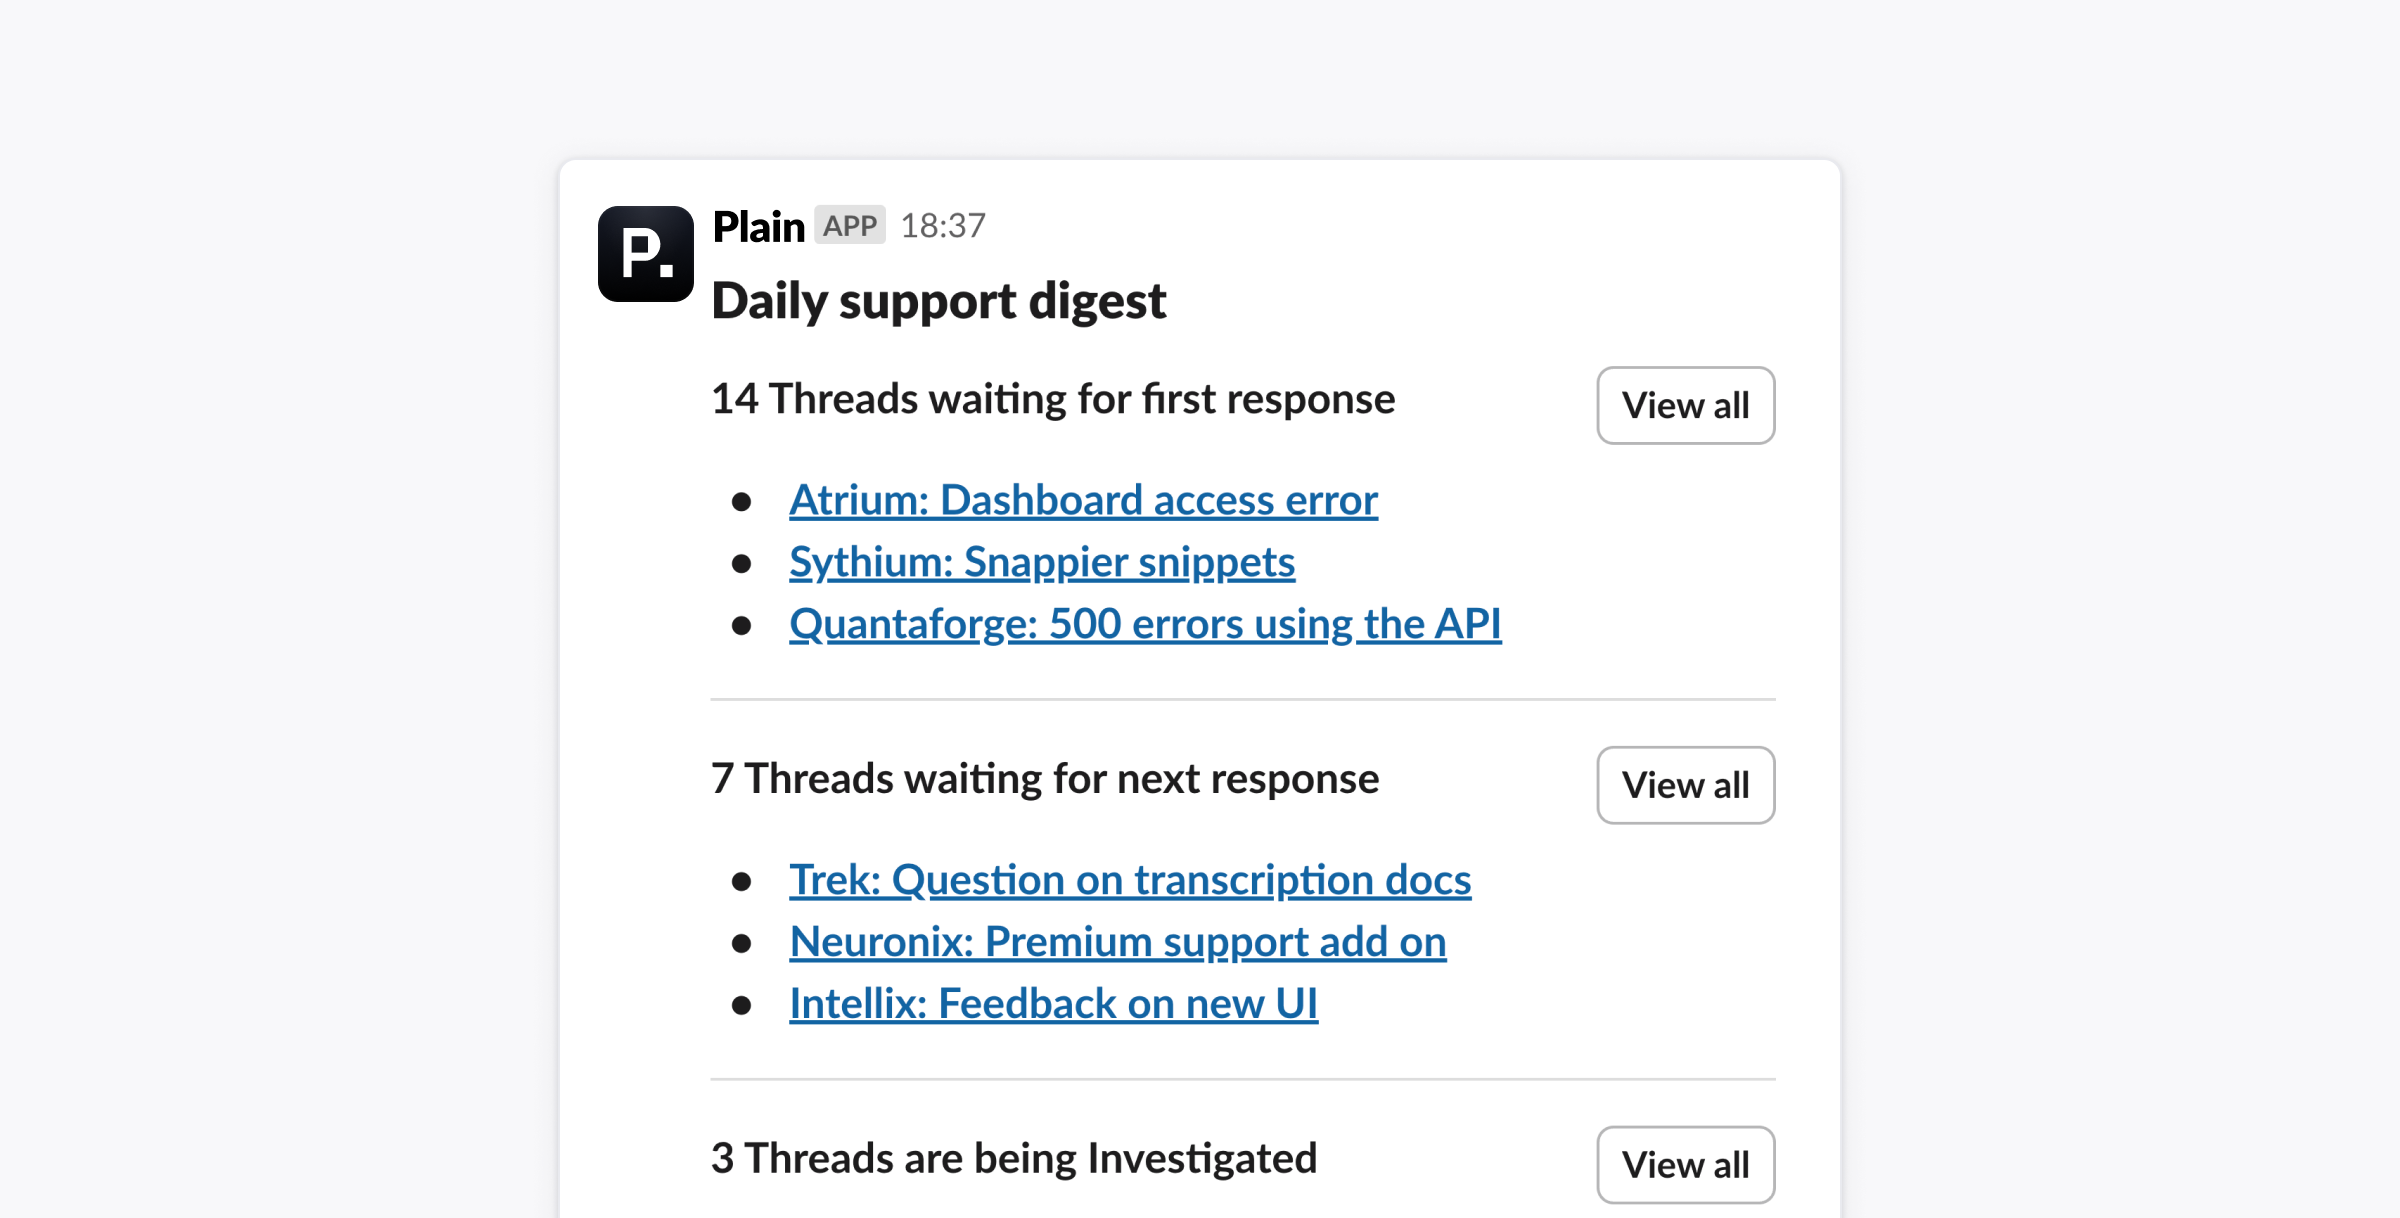 P.
Plain APP 18:37
Daily support digest
14 Threads waiting for first response
View all
● Atrium: Dashboard access error
● Sythium: Snappier snippets
● Quantaforge: 500 errors using the API
7 Threads waiting for next response
View all
● Trek: Question on transcription docs
● Neuronix: Premium support add on
● Intellix: Feedback on new UI
3 Threads are being Investigated
View all